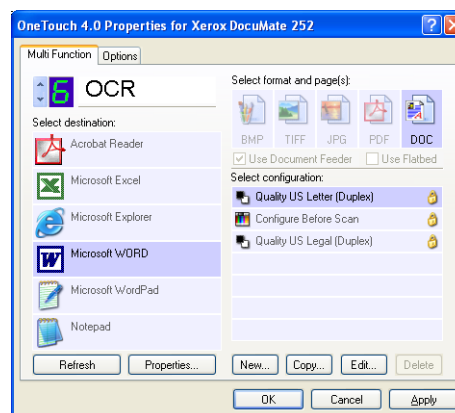 OneTouch 4.0 Properties for Xerox DocuMate 252
Multi Function Options
6 OCR
Select destination:
Acrobat Reader
Microsoft Excel
Microsoft Explorer
Microsoft WORD
Microsoft WordPad
Notepad
Refresh Properties...
Select format and page(s):
BMP TIFF JPG PDF DOC
Use Document Feeder Use Flatbed
Select configuration:
Quality US Letter (Duplex)
Configure Before Scan
Quality US Legal (Duplex)
New... Copy... Edit... Delete
OK Cancel Apply